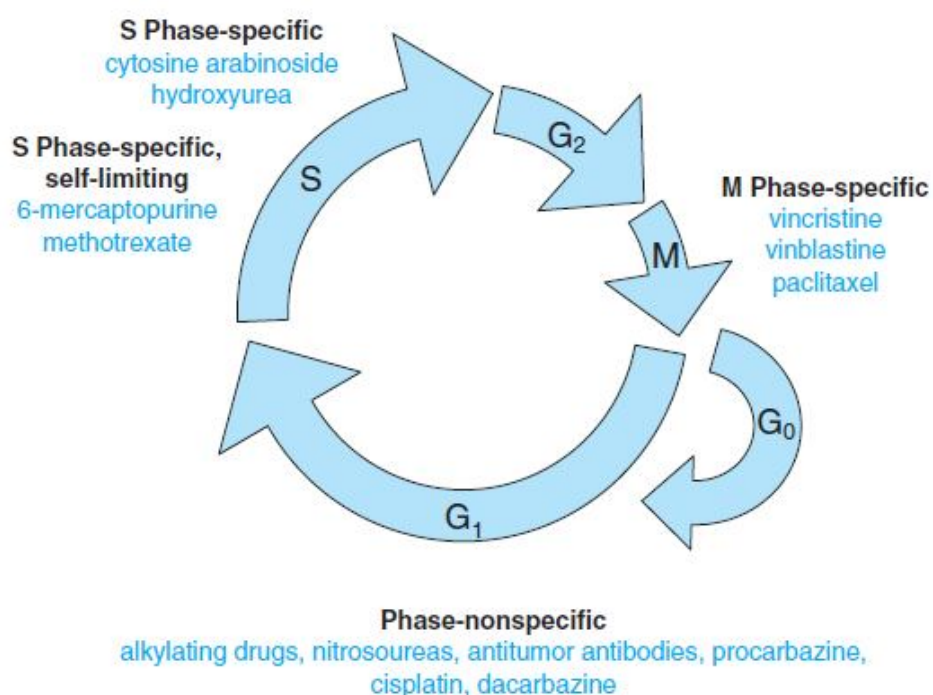 S Phase-specific
cytosine arabinoside
hydroxyurea
S Phase-specific,
self-limiting
6-mercaptopurine
methotrexate
S
G₂
M Phase-specific
vincristine
vinblastine
paclitaxel
M
G₀
G₁
Phase-nonspecific
alkylating drugs, nitrosoureas, antitumor antibodies, procarbazine,
cisplatin, dacarbazine